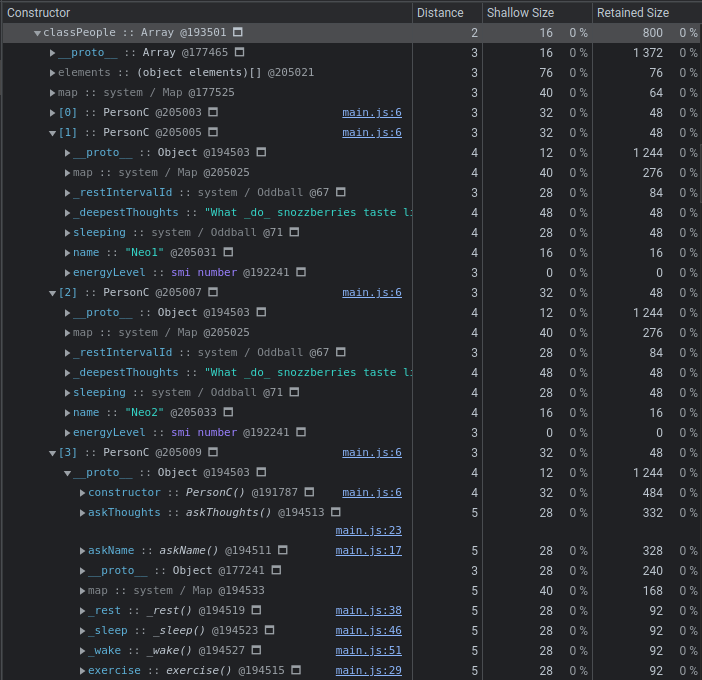 Constructor Distance Shallow Size Retained Size
▼classPeople :: Array @193501 2 16 0 % 800 0 %
▶__proto__ :: Array @177465 3 16 0 % 1 372 0 %
▶elements :: (object elements)[] @205021 3 76 0 % 76 0 %
▶map :: system / Map @177525 3 40 0 % 64 0 %
▶[0] :: PersonC @205003 main.js:6 3 32 0 % 48 0 %
▼[1] :: PersonC @205005 main.js:6 3 32 0 % 48 0 %
▶__proto__ :: Object @194503 4 12 0 % 1 244 0 %
▶map :: system / Map @205025 4 40 0 % 276 0 %
▶_restIntervalId :: system / Oddball @67 3 28 0 % 84 0 %
▶_deepestThoughts :: "What _do_ snozzberries taste li 4 48 0 % 48 0 %
▶sleeping :: system / Oddball @71 4 28 0 % 48 0 %
▶name :: "Neo1" @205031 4 16 0 % 16 0 %
▶energyLevel :: smi number @192241 3 0 0 % 0 0 %
▼[2] :: PersonC @205007 main.js:6 3 32 0 % 48 0 %
▶__proto__ :: Object @194503 4 12 0 % 1 244 0 %
▶map :: system / Map @205025 4 40 0 % 276 0 %
▶_restIntervalId :: system / Oddball @67 3 28 0 % 84 0 %
▶_deepestThoughts :: "What _do_ snozzberries taste li 4 48 0 % 48 0 %
▶sleeping :: system / Oddball @71 4 28 0 % 48 0 %
▶name :: "Neo2" @205033 4 16 0 % 16 0 %
▶energyLevel :: smi number @192241 3 0 0 % 0 0 %
▼[3] :: PersonC @205009 main.js:6 3 32 0 % 48 0 %
▼__proto__ :: Object @194503 4 12 0 % 1 244 0 %
▶constructor :: PersonC() @191787 main.js:6 4 32 0 % 484 0 %
▶askThoughts :: askThoughts() @194513 5 28 0 % 332 0 %
main.js:23
▶askName :: askName() @194511 main.js:17 5 28 0 % 328 0 %
▶__proto__ :: Object @177241 3 28 0 % 240 0 %
▶map :: system / Map @194533 5 40 0 % 168 0 %
▶_rest :: _rest() @194519 main.js:38 5 28 0 % 92 0 %
▶_sleep :: _sleep() @194523 main.js:46 5 28 0 % 92 0 %
▶_wake :: _wake() @194527 main.js:51 5 28 0 % 92 0 %
▶exercise :: exercise() @194515 main.js:29 5 28 0 % 92 0 %